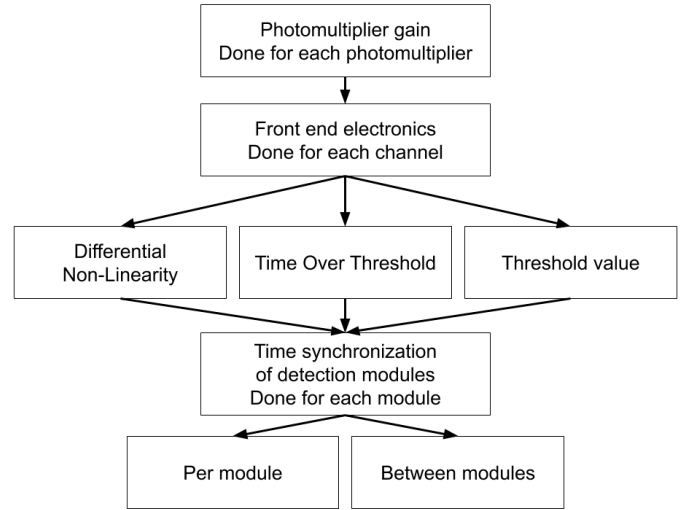 Photomultiplier gain
Done for each photomultiplier
Front end electronics
Done for each channel
Differential
Non-Linearity
Time Over Threshold
Threshold value
Time synchronization
of detection modules
Done for each module
Per module
Between modules